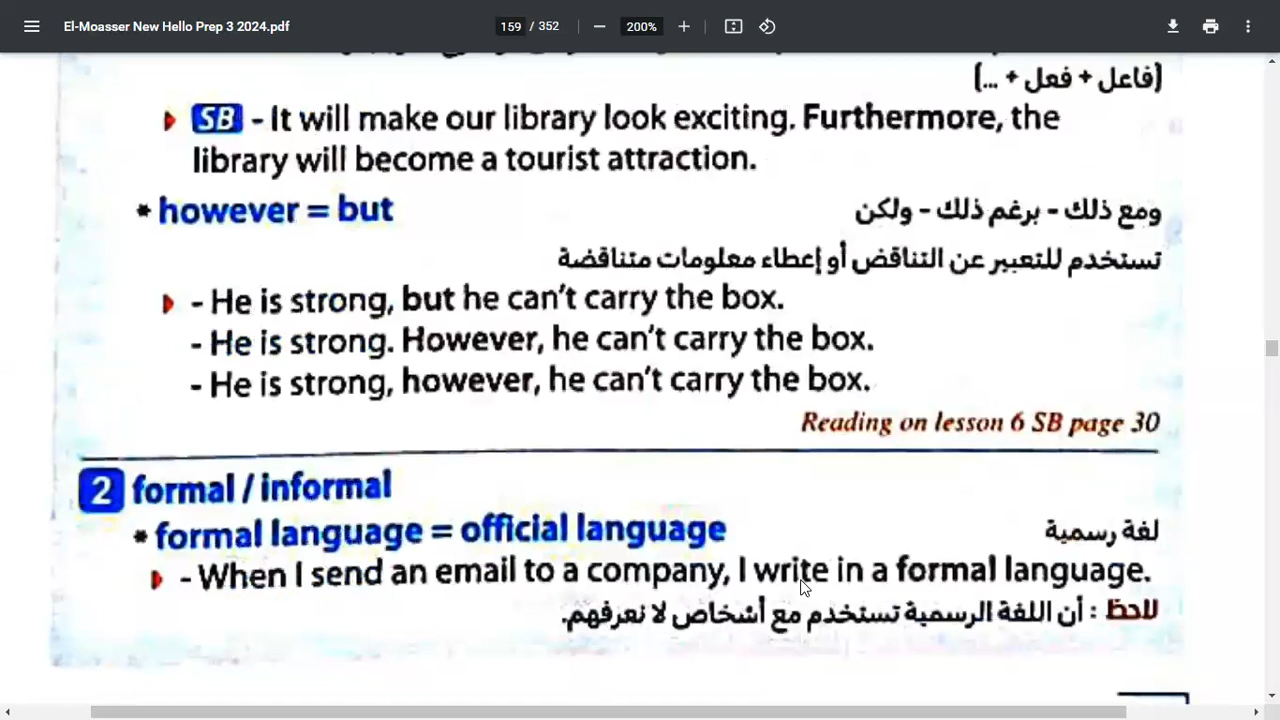 El-Moasser New Hello Prep 3 2024.pdf 159 / 352 200%
(فاعل + فعل + ...)
SB - It will make our library look exciting. Furthermore, the
library will become a tourist attraction.
* however = but ومع ذلك - برغم ذلك - ولكن
تستخدم للتعبير عن التناقض أو إعطاء معلومات متناقضة
- He is strong, but he can't carry the box.
- He is strong. However, he can't carry the box.
- He is strong, however, he can't carry the box.
Reading on lesson 6 SB page 30
2 formal / informal
* formal language = official language لغة رسمية
- When I send an email to a company, I write in a formal language.
لاحظ : أن اللغة الرسمية تستخدم مع أشخاص لا نعرفهم.